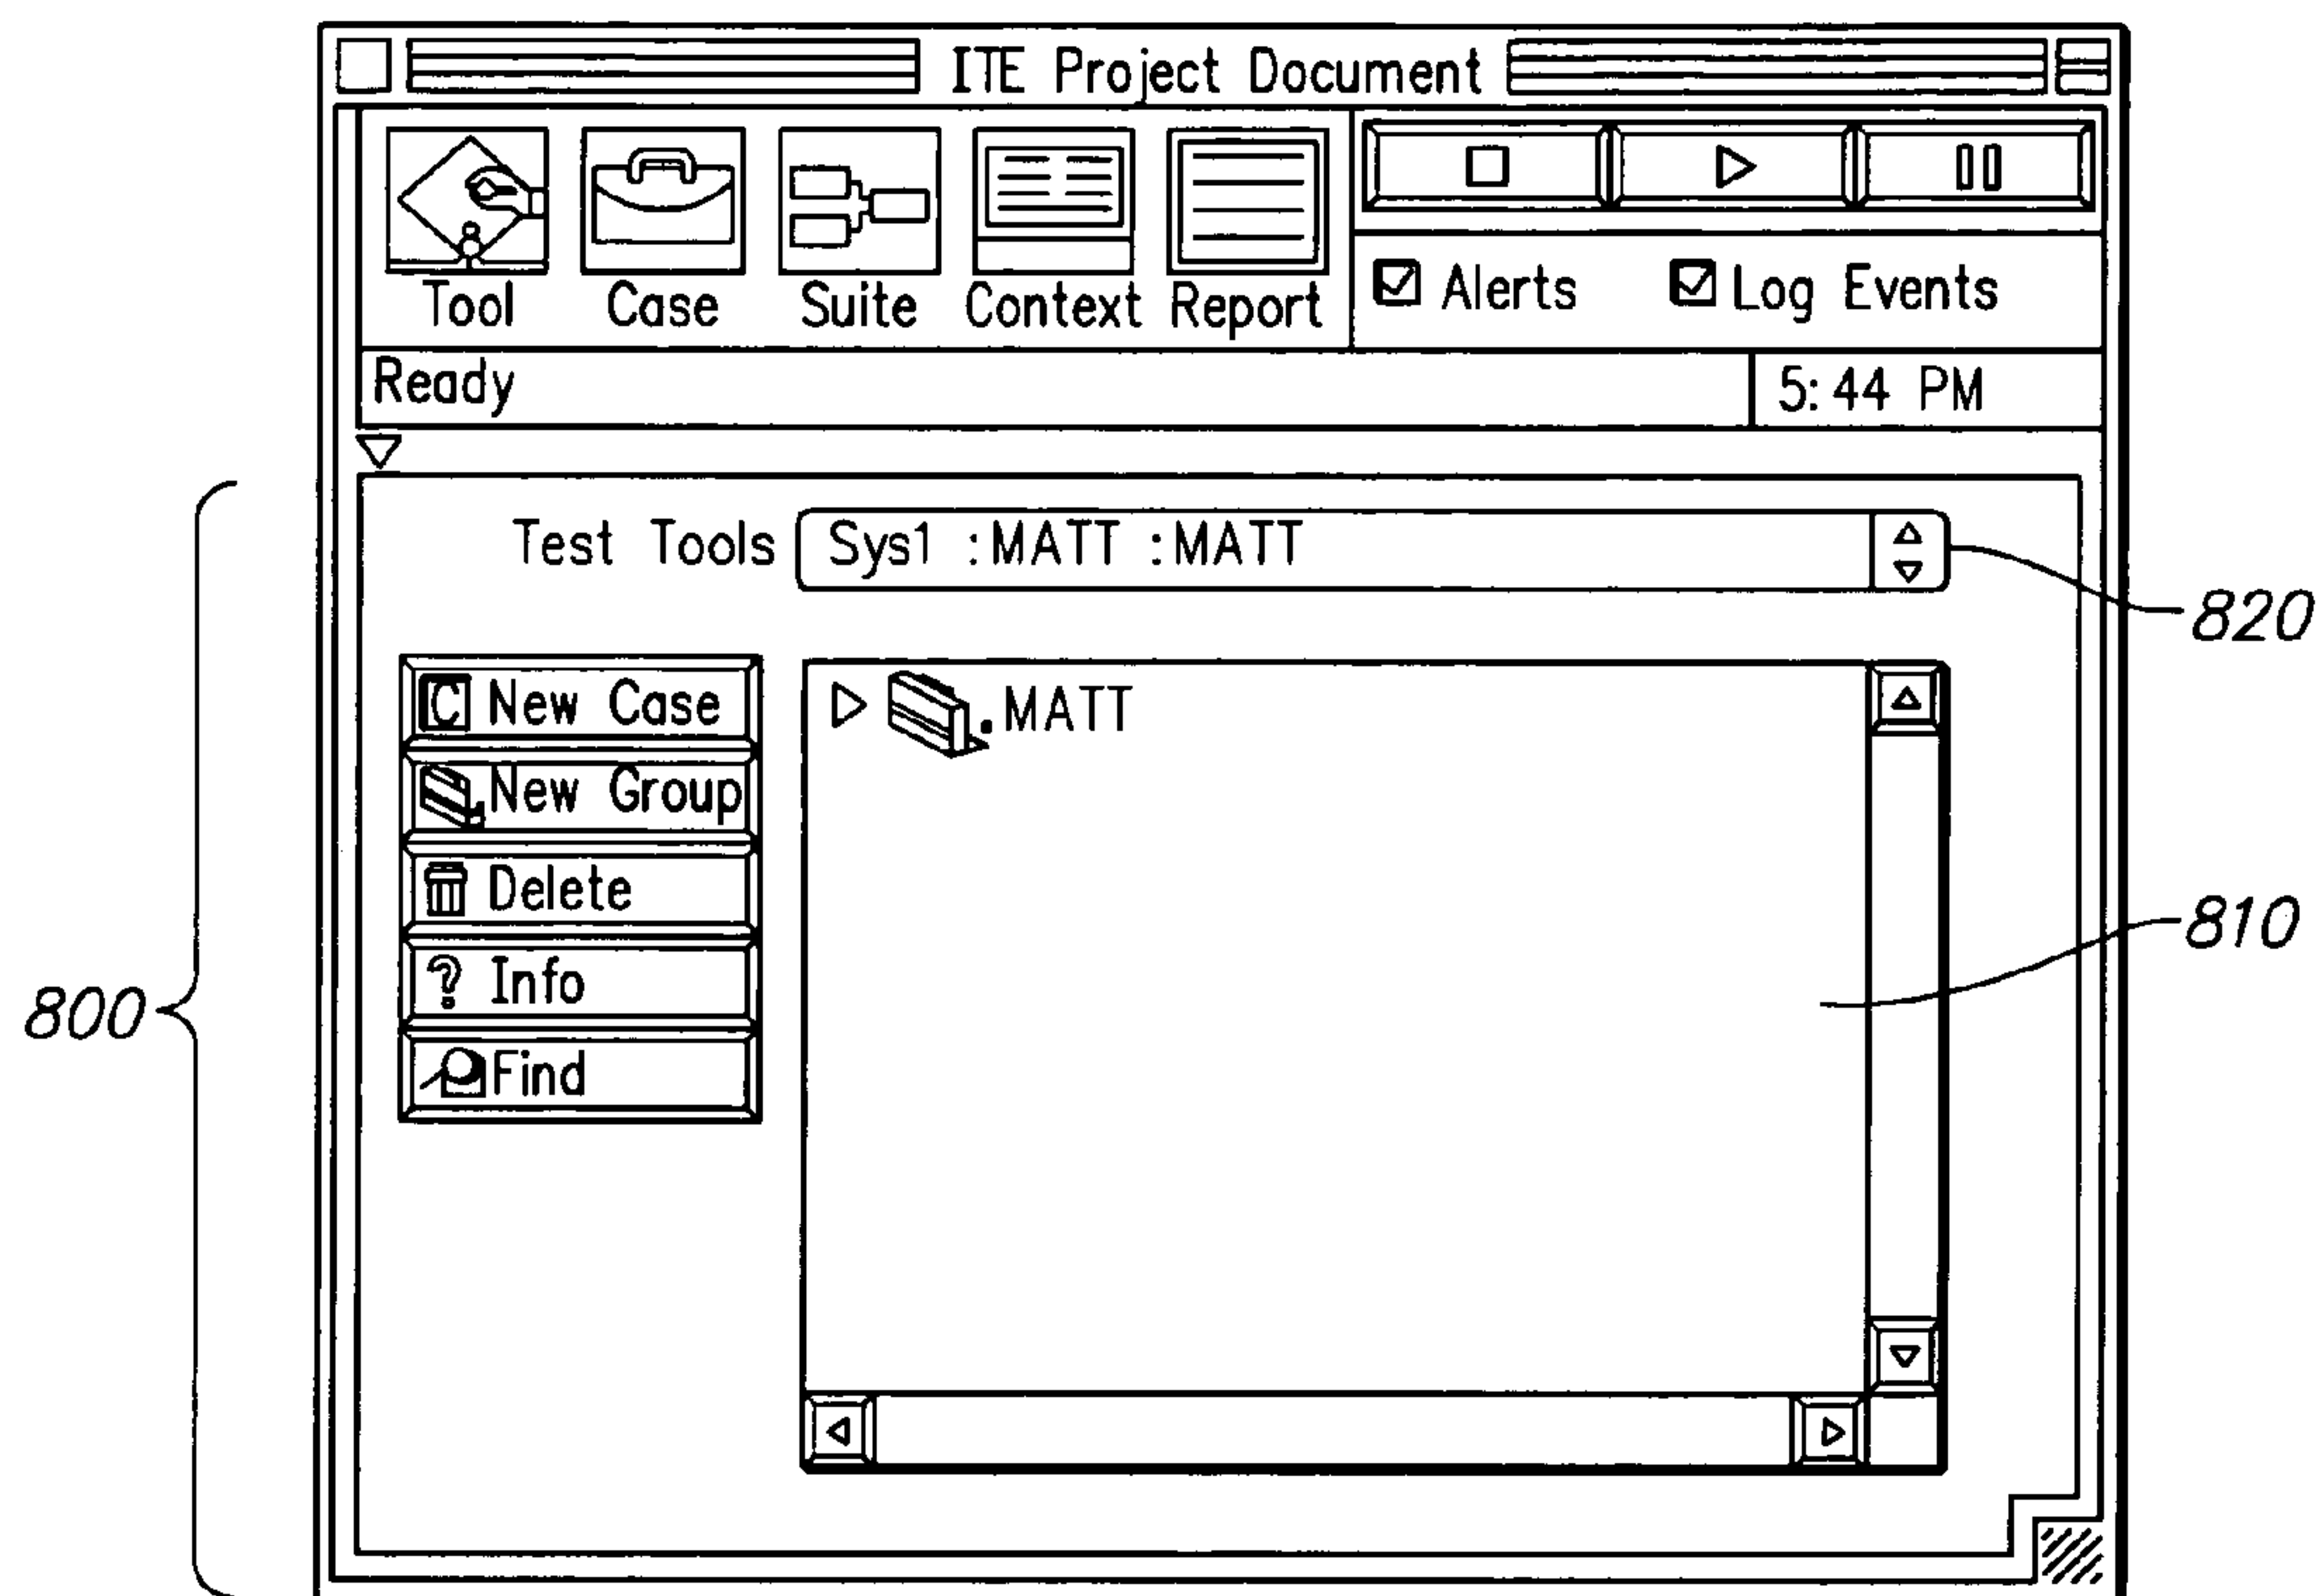 ITE Project Document
Tool Case Suite Context Report
Alerts Log Events
Ready 5:44 PM
Test Tools Sys1 :MATT :MATT
820
C New Case
.MATT
New Group
Delete
810
? Info
800
Find